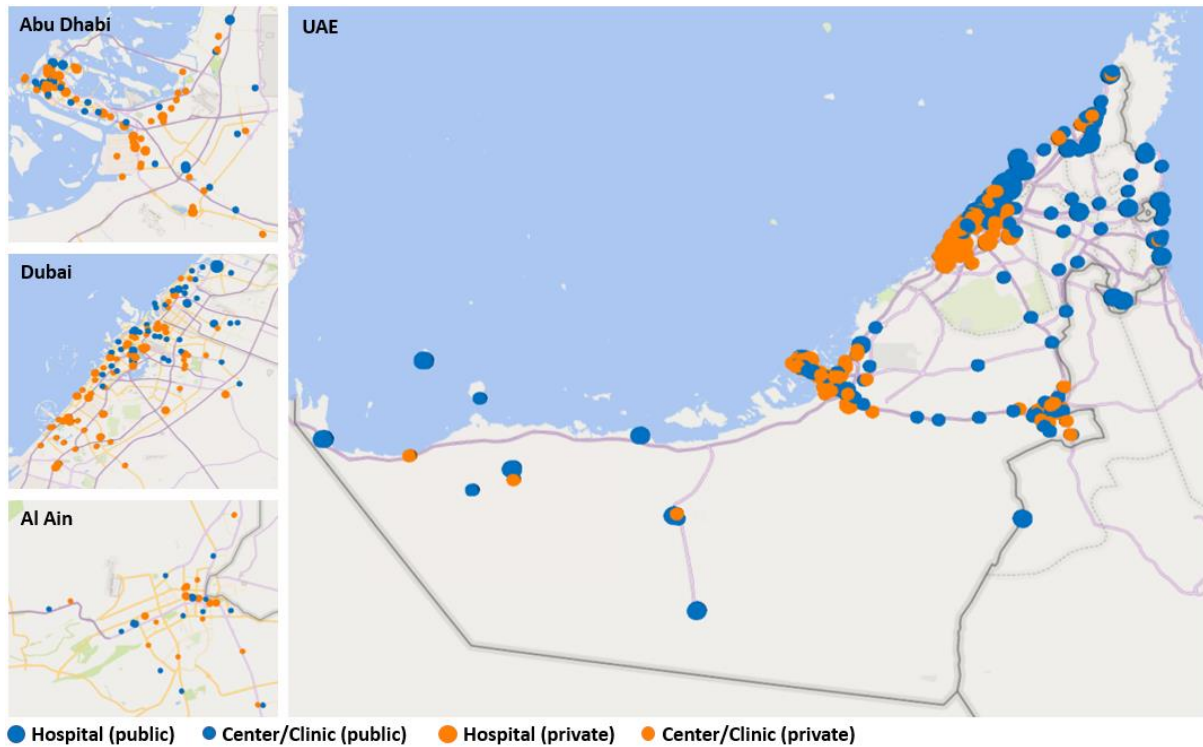 Abu Dhabi
UAE
Dubai
Al Ain
Hospital (public)
Center/Clinic (public)
Hospital (private)
Center/Clinic (private)